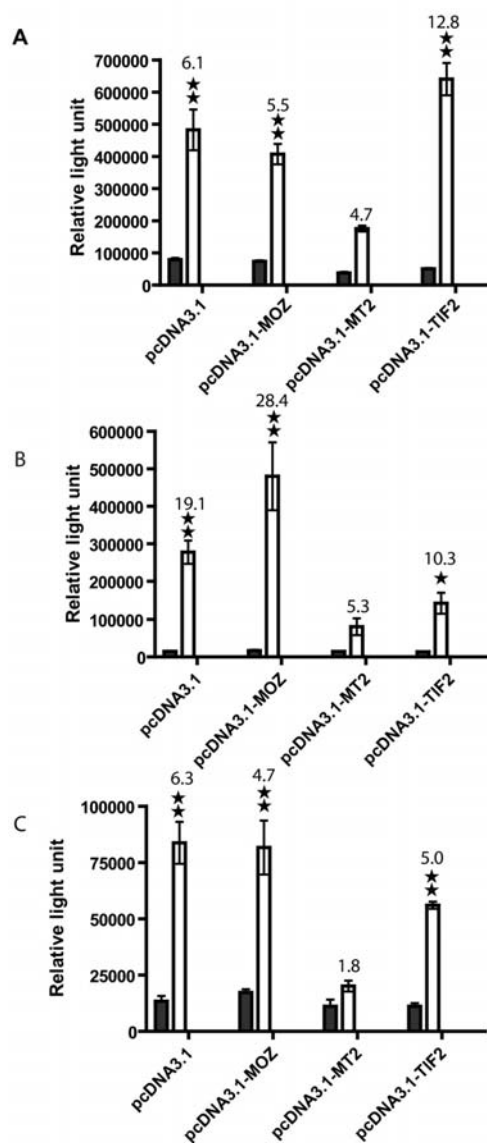 A
Relative light unit
700000
600000
500000
400000
300000
200000
100000
0
6.1
5.5
4.7
12.8
pcDNA3.1
pcDNA3.1-MOZ
pcDNA3.1-MT2
pcDNA3.1-TIF2
B
Relative light unit
600000
500000
400000
300000
200000
100000
0
19.1
28.4
5.3
10.3
pcDNA3.1
pcDNA3.1-MOZ
pcDNA3.1-MT2
pcDNA3.1-TIF2
C
Relative light unit
100000
75000
50000
25000
0
6.3
4.7
1.8
5.0
pcDNA3.1
pcDNA3.1-MOZ
pcDNA3.1-MT2
pcDNA3.1-TIF2